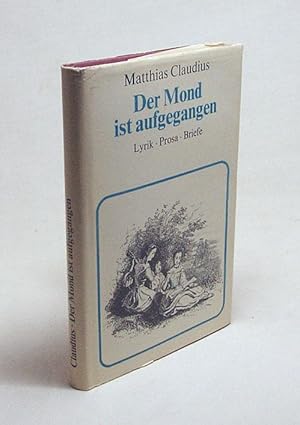 Matthias Claudius
Der Mond
ist aufgegangen
Lyrik · Prosa · Briefe
Claudius · Der Mond ist aufgegangen